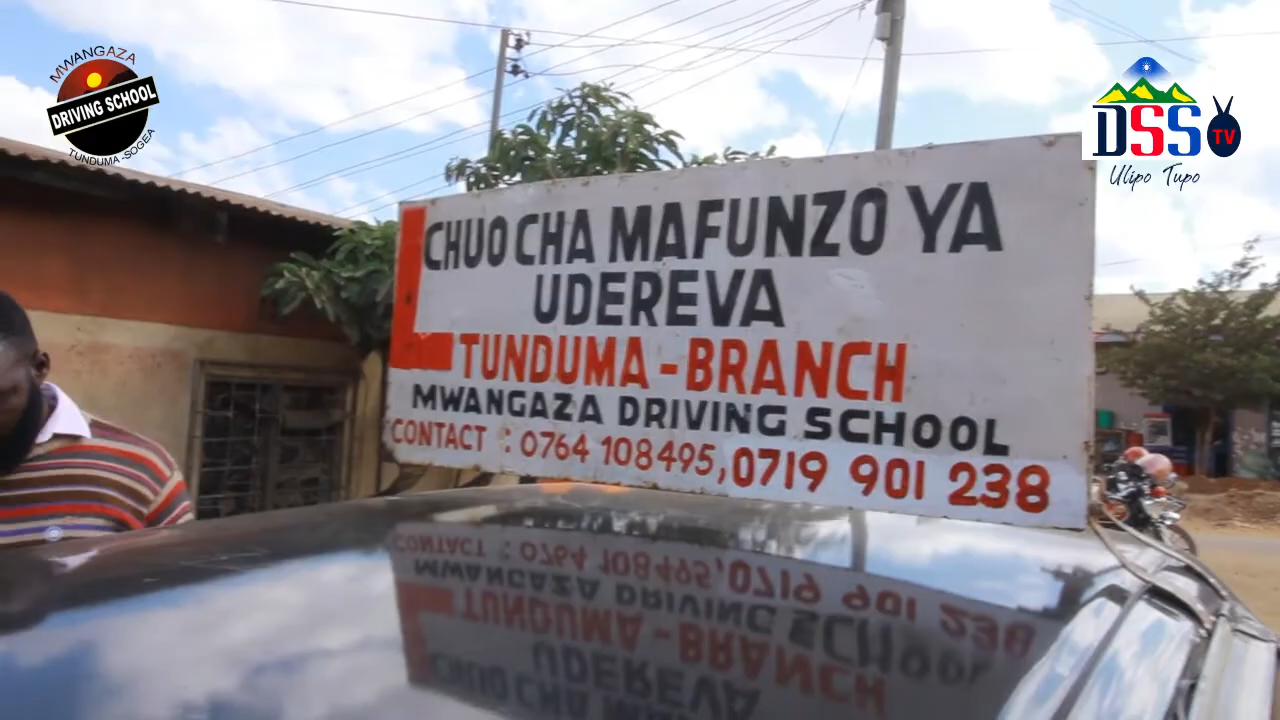 MWANGAZA
DRIVING SCHOOL
TUNDUMA-SOGEA
DSS TV
Ulipo Tupo
L
CHUO CHA MAFUNZO YA
UDEREVA
TUNDUMA - BRANCH
MWANGAZA DRIVING SCHOOL
CONTACT : 0764 108495, 0719 901 238